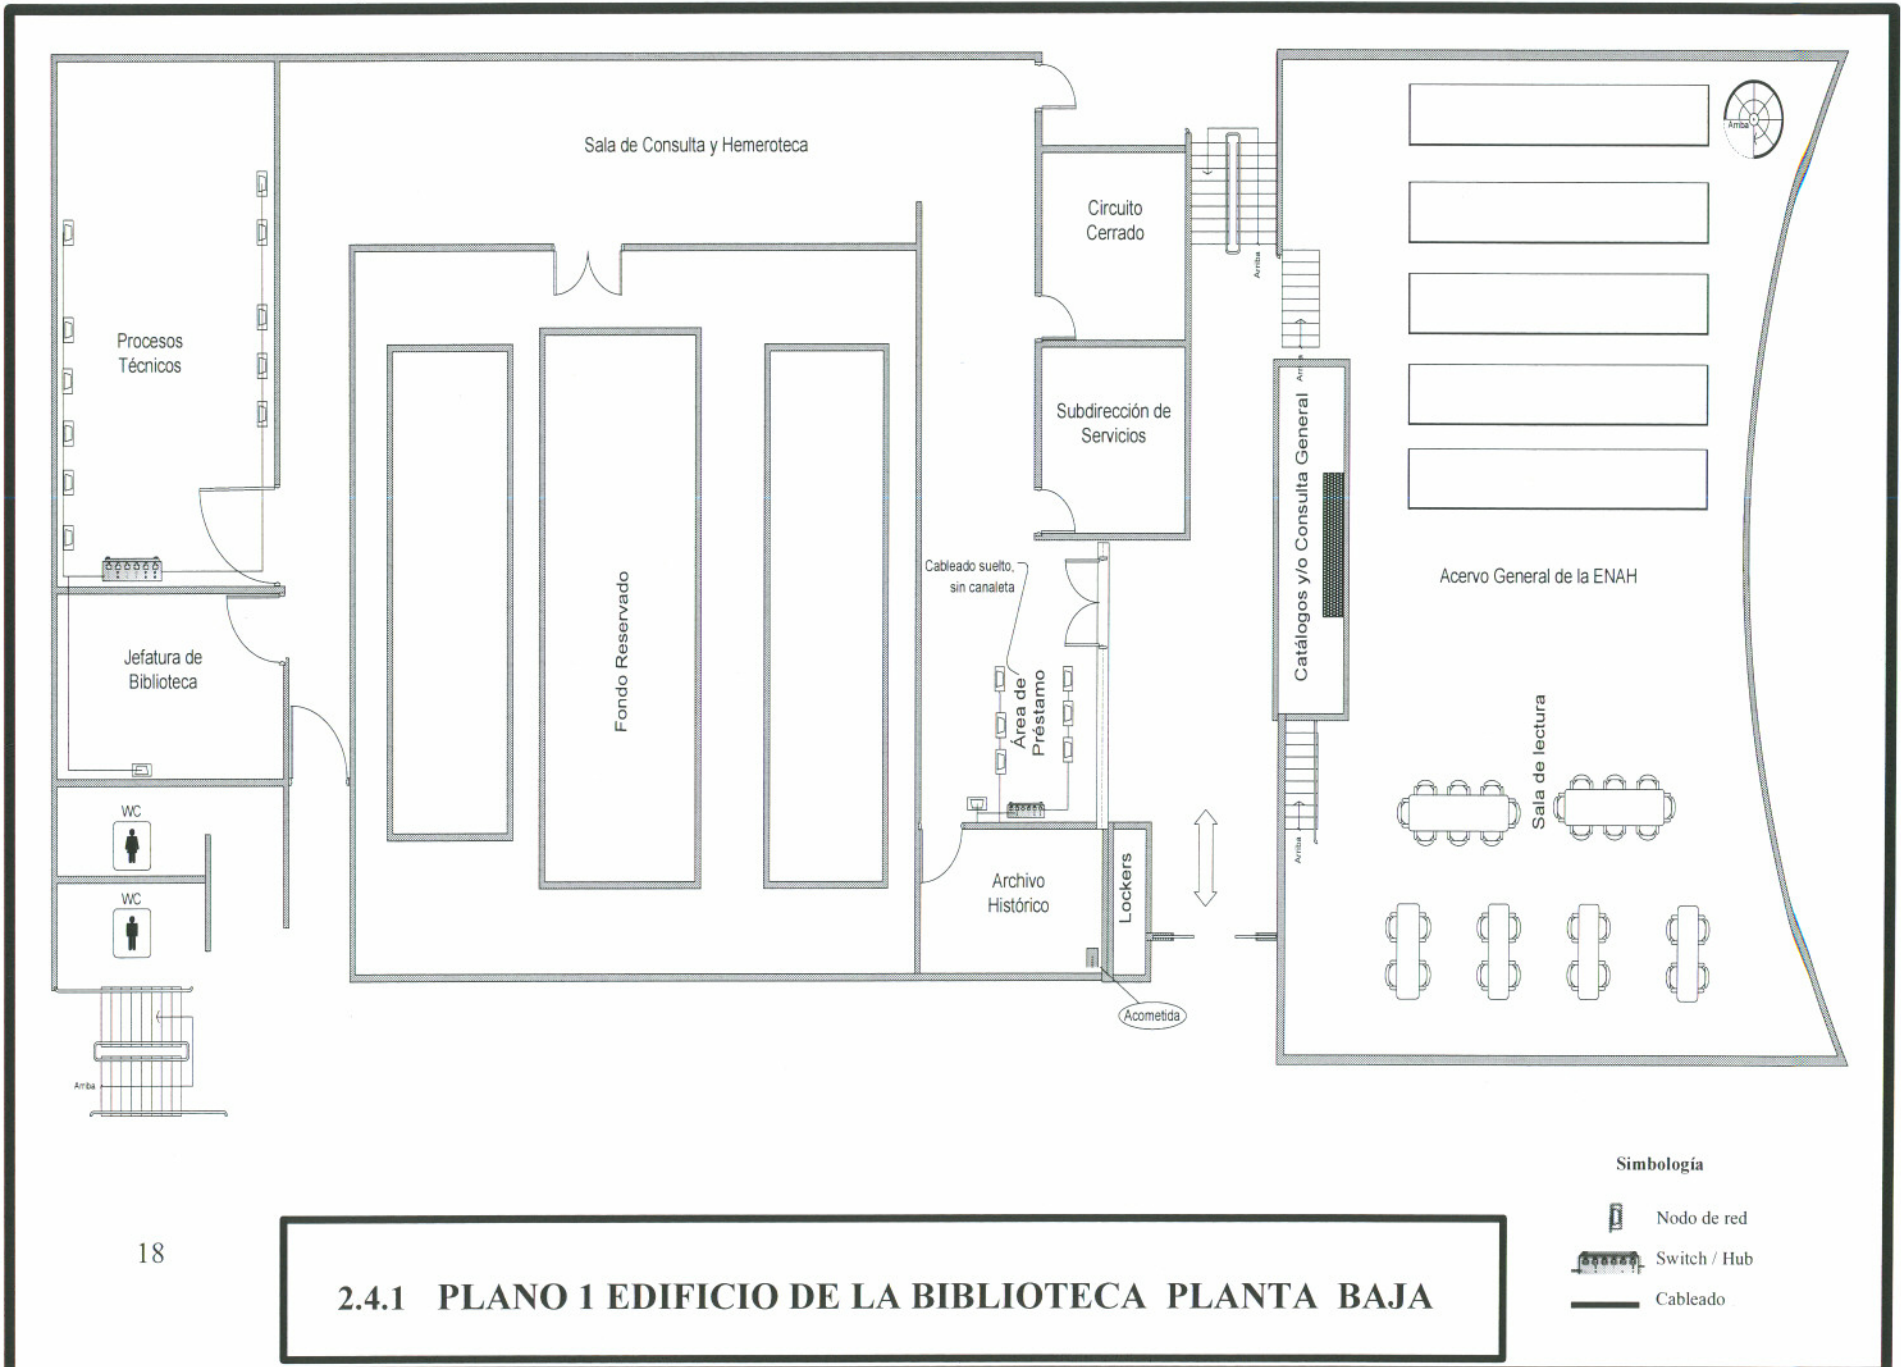 Sala de Consulta y Hemeroteca
Arriba
Circuito
Cerrado
Arriba
Procesos
Técnicos
Subdirección de
Servicios
Catálogos y/o Consulta General
Cableado suelto,
sin canaleta
Acervo General de la ENAH
Fondo Reservado
Jefatura de
Biblioteca
Área de
Préstamo
Sala de lectura
WC
Arriba
Archivo
Histórico
Lockers
WC
Acometida
Arriba
Simbología
Nodo de red
Switch / Hub
Cableado
18
2.4.1 PLANO 1 EDIFICIO DE LA BIBLIOTECA PLANTA BAJA